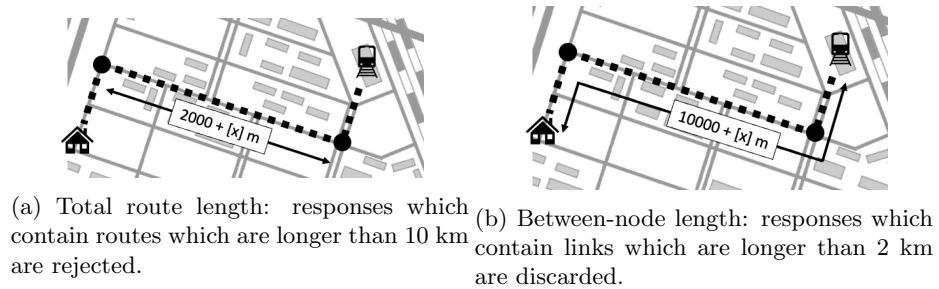 2000 + [x] m
(a) Total route length: responses which
contain routes which are longer than 10 km
are rejected.
10000 + [x] m
(b) Between-node length: responses which
contain links which are longer than 2 km
are discarded.